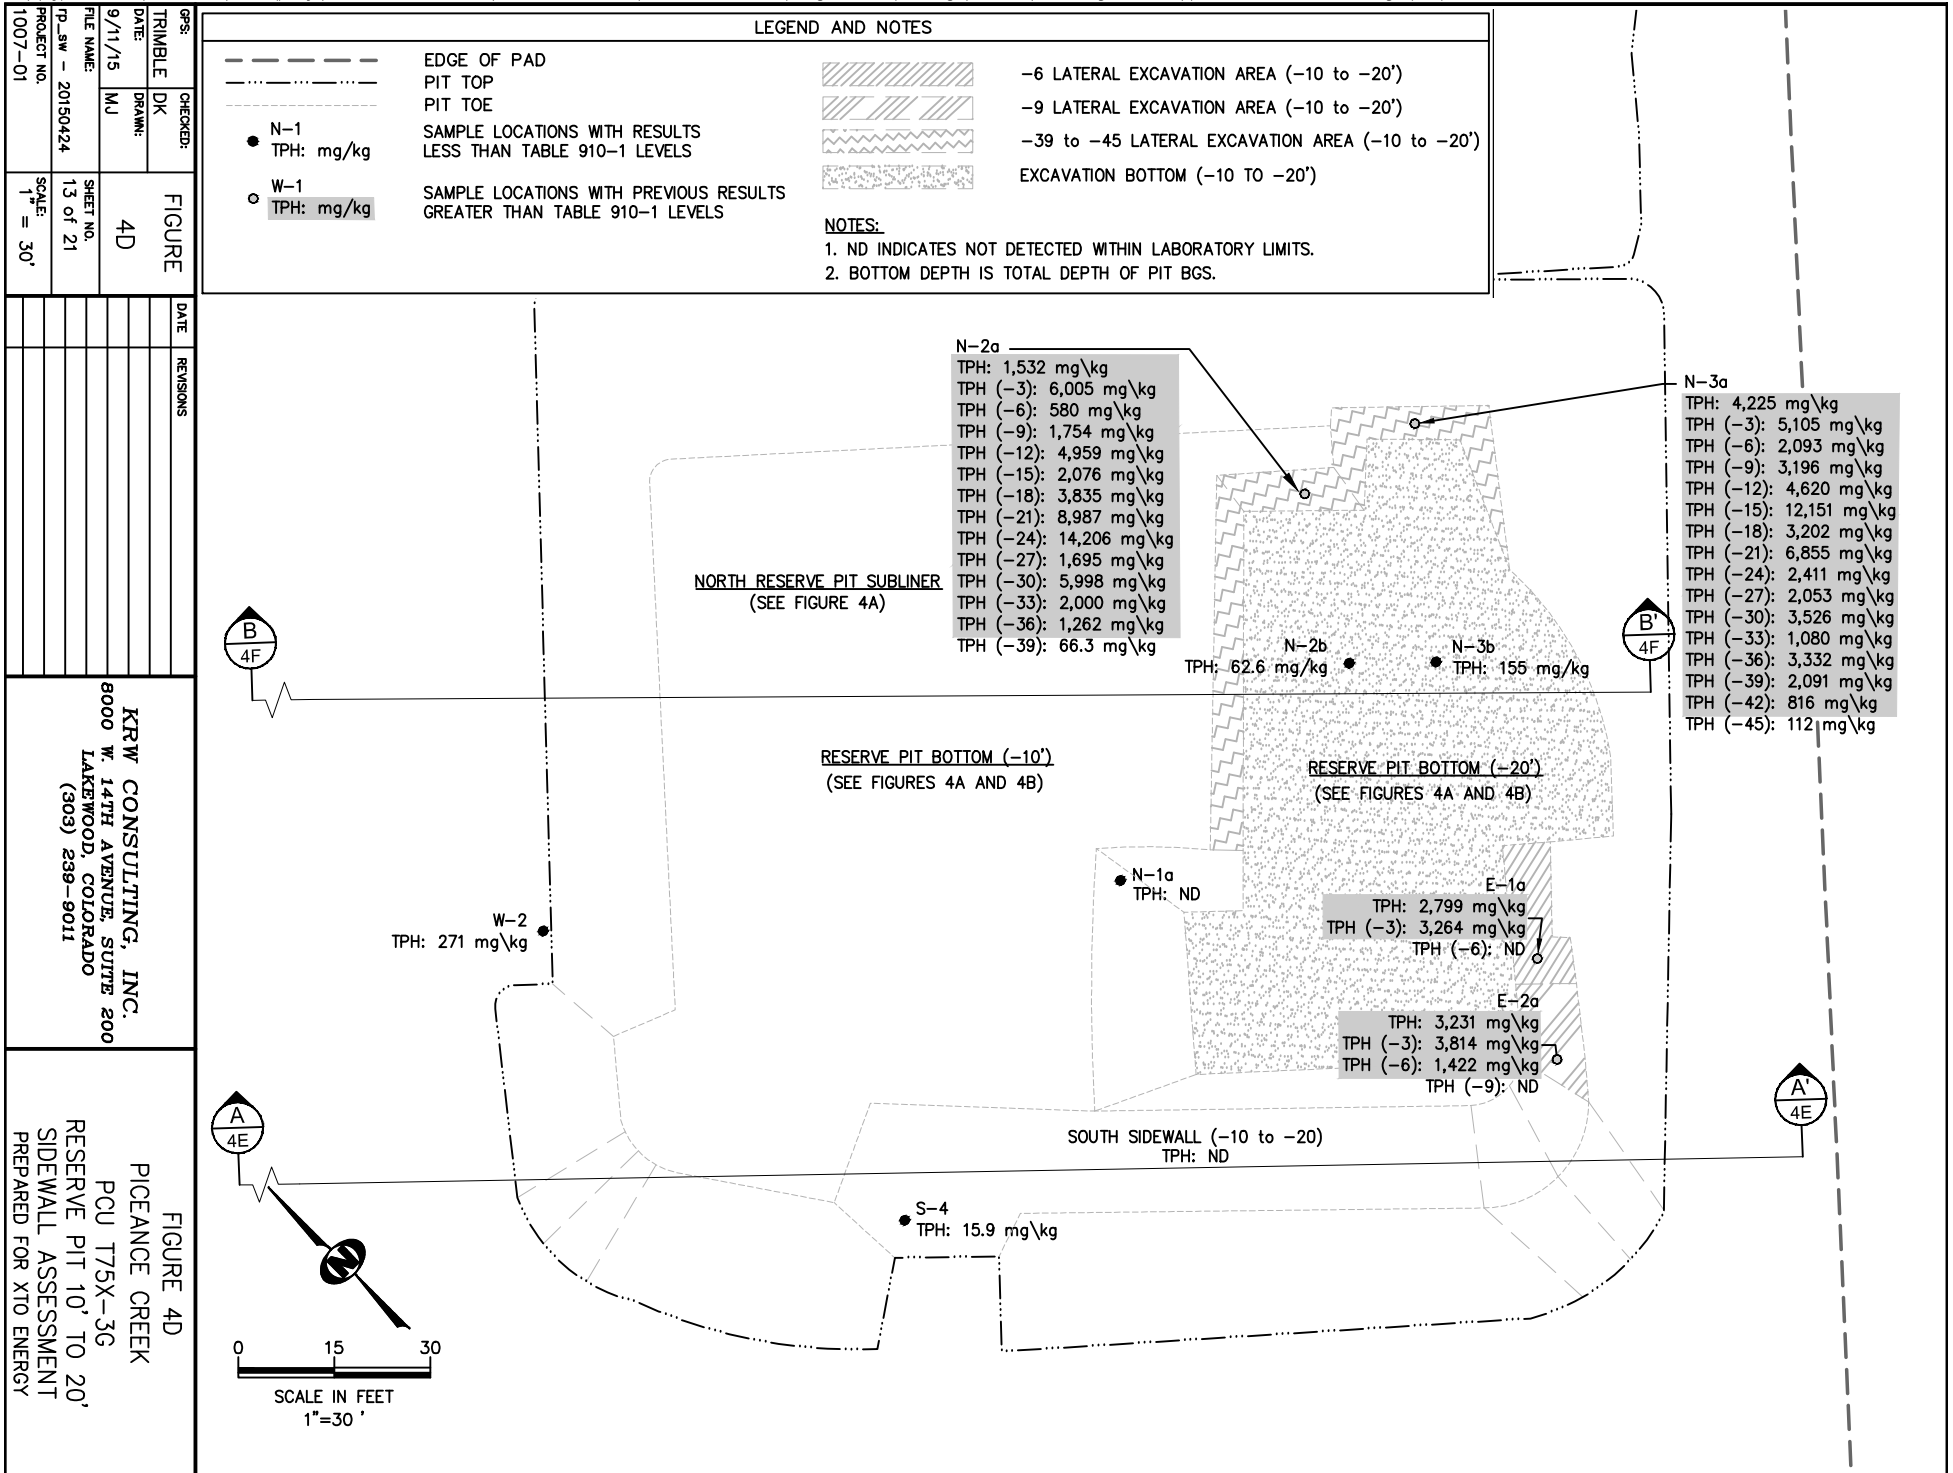 LEGEND AND NOTES
EDGE OF PAD
PIT TOP
PIT TOE
N-1
TPH: mg/kg
SAMPLE LOCATIONS WITH RESULTS
LESS THAN TABLE 910-1 LEVELS
W-1
TPH: mg/kg
SAMPLE LOCATIONS WITH PREVIOUS RESULTS
GREATER THAN TABLE 910-1 LEVELS
-6 LATERAL EXCAVATION AREA (-10 to -20')
-9 LATERAL EXCAVATION AREA (-10 to -20')
-39 to -45 LATERAL EXCAVATION AREA (-10 to -20')
EXCAVATION BOTTOM (-10 TO -20')
NOTES:
1. ND INDICATES NOT DETECTED WITHIN LABORATORY LIMITS.
2. BOTTOM DEPTH IS TOTAL DEPTH OF PIT BGS.
N-2a
TPH: 1,532 mg\kg
TPH (-3): 6,005 mg\kg
TPH (-6): 580 mg\kg
TPH (-9): 1,754 mg\kg
TPH (-12): 4,959 mg\kg
TPH (-15): 2,076 mg\kg
TPH (-18): 3,835 mg\kg
TPH (-21): 8,987 mg\kg
TPH (-24): 14,206 mg\kg
TPH (-27): 1,695 mg\kg
TPH (-30): 5,998 mg\kg
TPH (-33): 2,000 mg\kg
TPH (-36): 1,262 mg\kg
TPH (-39): 66.3 mg\kg
N-3a
TPH: 4,225 mg\kg
TPH (-3): 5,105 mg\kg
TPH (-6): 2,093 mg\kg
TPH (-9): 3,196 mg\kg
TPH (-12): 4,620 mg\kg
TPH (-15): 12,151 mg\kg
TPH (-18): 3,202 mg\kg
TPH (-21): 6,855 mg\kg
TPH (-24): 2,411 mg\kg
TPH (-27): 2,053 mg\kg
TPH (-30): 3,526 mg\kg
TPH (-33): 1,080 mg\kg
TPH (-36): 3,332 mg\kg
TPH (-39): 2,091 mg\kg
TPH (-42): 816 mg\kg
TPH (-45): 112 mg\kg
NORTH RESERVE PIT SUBLINER
(SEE FIGURE 4A)
B
4F
B'
4F
N-2b
TPH: 62.6 mg/kg
N-3b
TPH: 155 mg/kg
RESERVE PIT BOTTOM (-10')
(SEE FIGURES 4A AND 4B)
RESERVE PIT BOTTOM (-20')
(SEE FIGURES 4A AND 4B)
N-1a
TPH: ND
W-2
TPH: 271 mg\kg
E-1a
TPH: 2,799 mg\kg
TPH (-3): 3,264 mg\kg
TPH (-6): ND
E-2a
TPH: 3,231 mg\kg
TPH (-3): 3,814 mg\kg
TPH (-6): 1,422 mg\kg
TPH (-9): ND
A
4E
A'
4E
SOUTH SIDEWALL (-10 to -20)
TPH: ND
S-4
TPH: 15.9 mg\kg
N
0 15 30
SCALE IN FEET
1"=30 '
GPS:
TRIMBLE
CHECKED:
DK
DATE:
9/11/15
DRAWN:
MJ
FILE NAME:
rp_sw - 20150424
PROJECT NO.
1007-01
FIGURE
4D
SHEET NO.
13 of 21
SCALE:
1" = 30'
DATE
REVISIONS
KRW CONSULTING, INC.
8000 W. 14TH AVENUE, SUITE 200
LAKEWOOD, COLORADO
(303) 239-9011
FIGURE 4D
PICEANCE CREEK
PCU T75X-3G
RESERVE PIT 10' TO 20'
SIDEWALL ASSESSMENT
PREPARED FOR XTO ENERGY